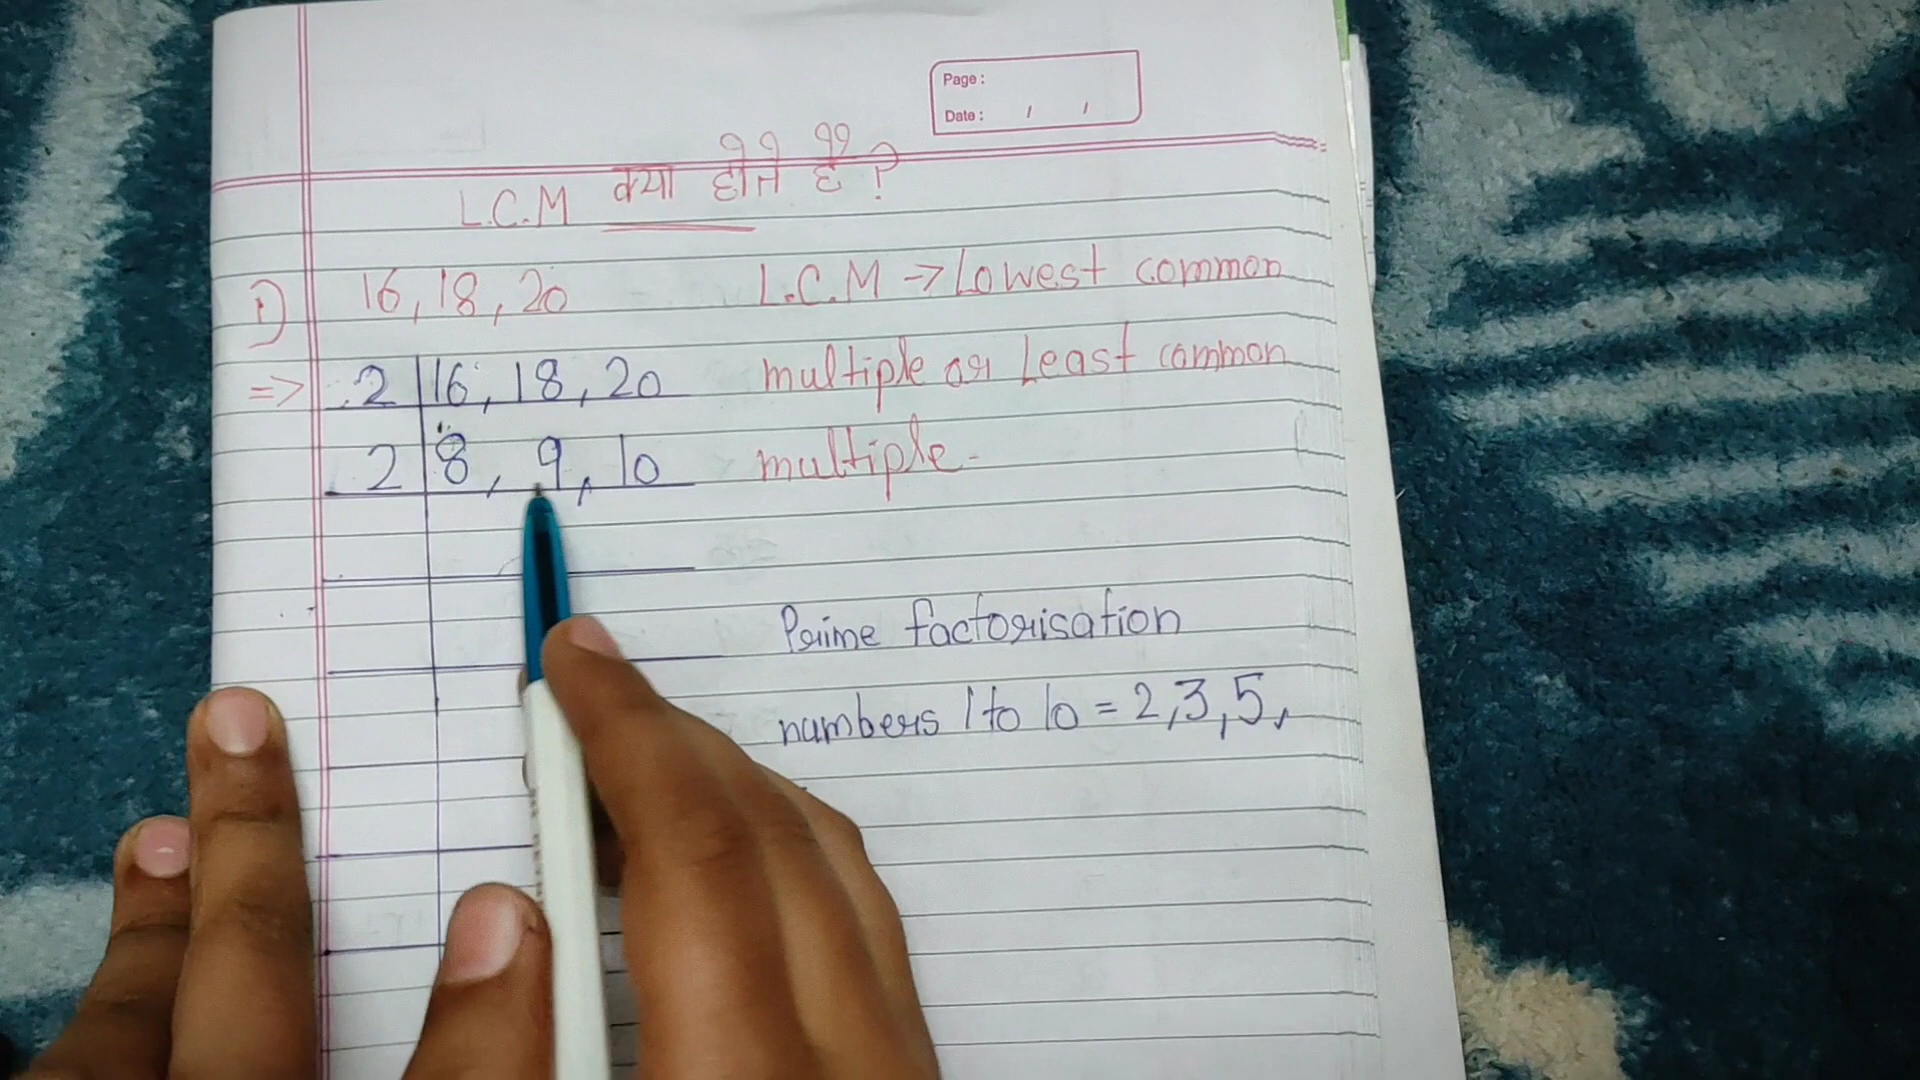 Page :
Date : / /
L.C.M क्या होते है ?
1) 16, 18, 20 L.C.M -> Lowest common
=> 2 | 16, 18, 20 multiple or Least common
2 | 8, 9, 10 multiple-
Prime factorisation
numbers 1 to 10 = 2, 3, 5,